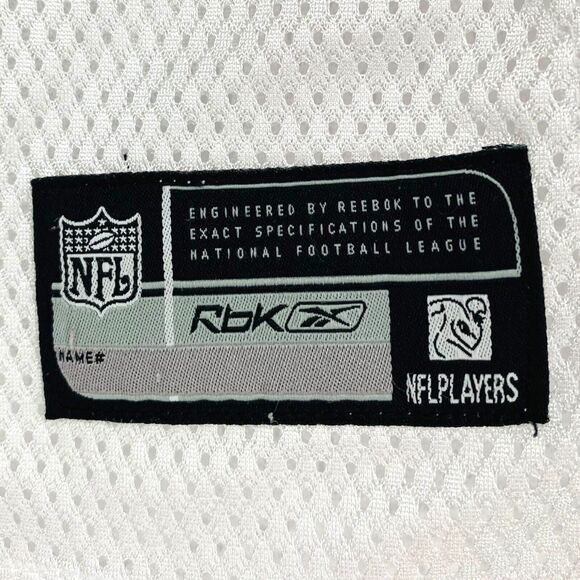 ENGINEERED BY REEBOK TO THE
EXACT SPECIFICATIONS OF THE
NATIONAL FOOTBALL LEAGUE
NFL
RbK
NAME#
NFLPLAYERS